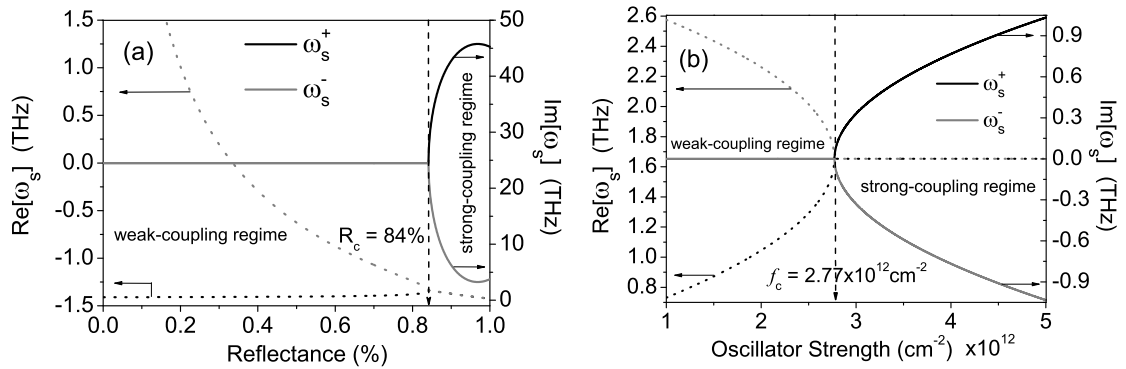 (a)
ωs+
ωs-
Re[ωs] (THz)
1.5
1.0
0.5
0.0
-0.5
-1.0
-1.5
weak-coupling regime
Rc = 84%
strong-coupling regime
50
40
30
20
10
0
Im[ωs] (THz)
0.0 0.2 0.4 0.6 0.8 1.0
Reflectance (%)
(b)
ωs+
ωs-
Re[ωs] (THz)
2.6
2.4
2.2
2.0
1.8
1.6
1.4
1.2
1.0
0.8
weak-coupling regime
strong-coupling regime
fc = 2.77x10¹²cm⁻²
0.9
0.6
0.3
0.0
-0.3
-0.6
-0.9
Im[ωs] (THz)
1 2 3 4 5
Oscillator Strength (cm⁻²) x10¹²